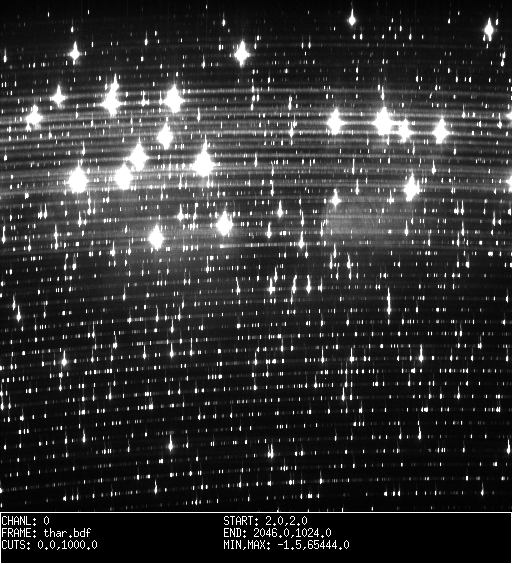 CHANL: 0 START: 2.0,2.0
FRAME: thar.bdf END: 2046.0,1024.0
CUTS: 0.0,1000.0 MIN,MAX: -1.5,65444.0